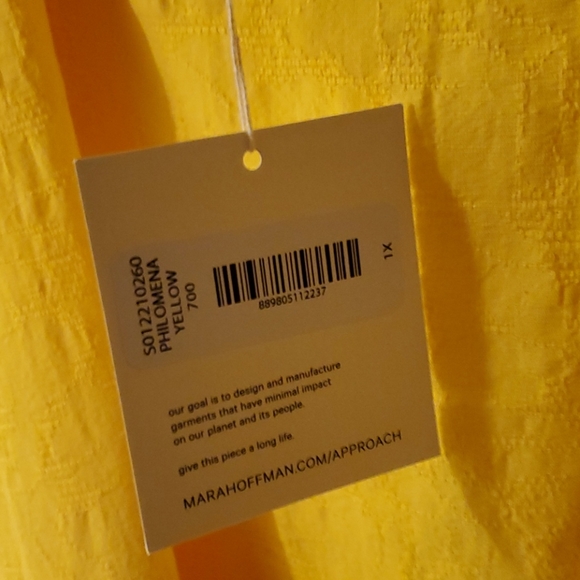 S012210260
PHILOMENA
YELLOW
700
889805112237
1X
our goal is to design and manufacture
garments that have minimal impact
on our planet and its people.
give this piece a long life.
MARAHOFFMAN.COM/APPROACH